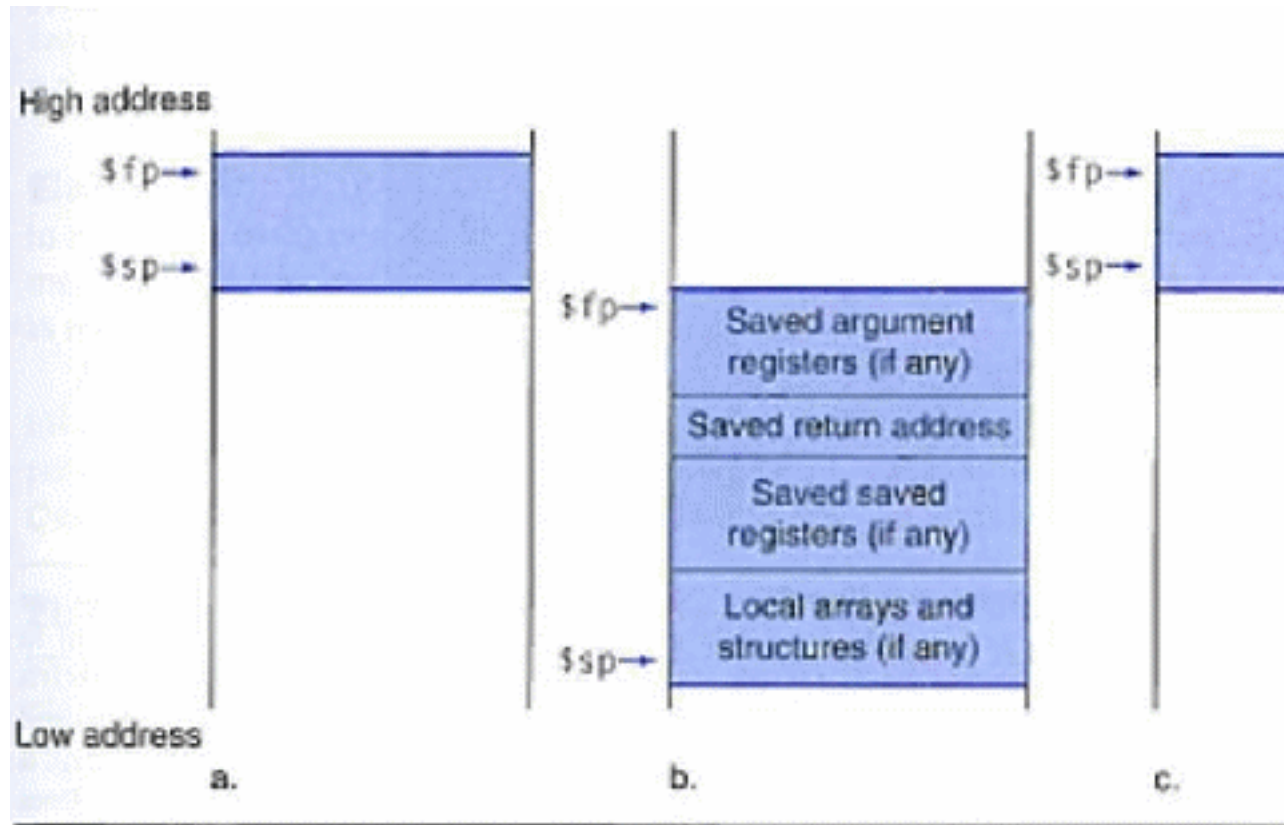 High address
$fp
$sp
$fp
$sp
$fp
$sp
Saved argument
registers (if any)
Saved return address
Saved saved
registers (if any)
Local arrays and
structures (if any)
Low address
a.
b.
c.